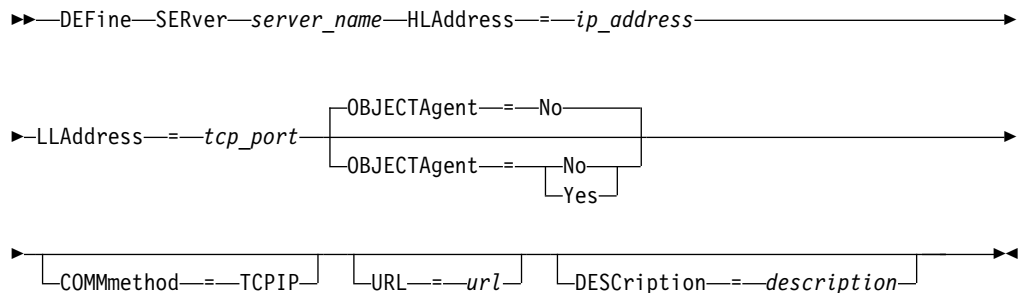 DEFine SERver server_name HLAddress = ip_address
OBJECTAgent = No
LLAddress = tcp_port
OBJECTAgent = No
Yes
COMMmethod = TCPIP URL = url DESCription = description